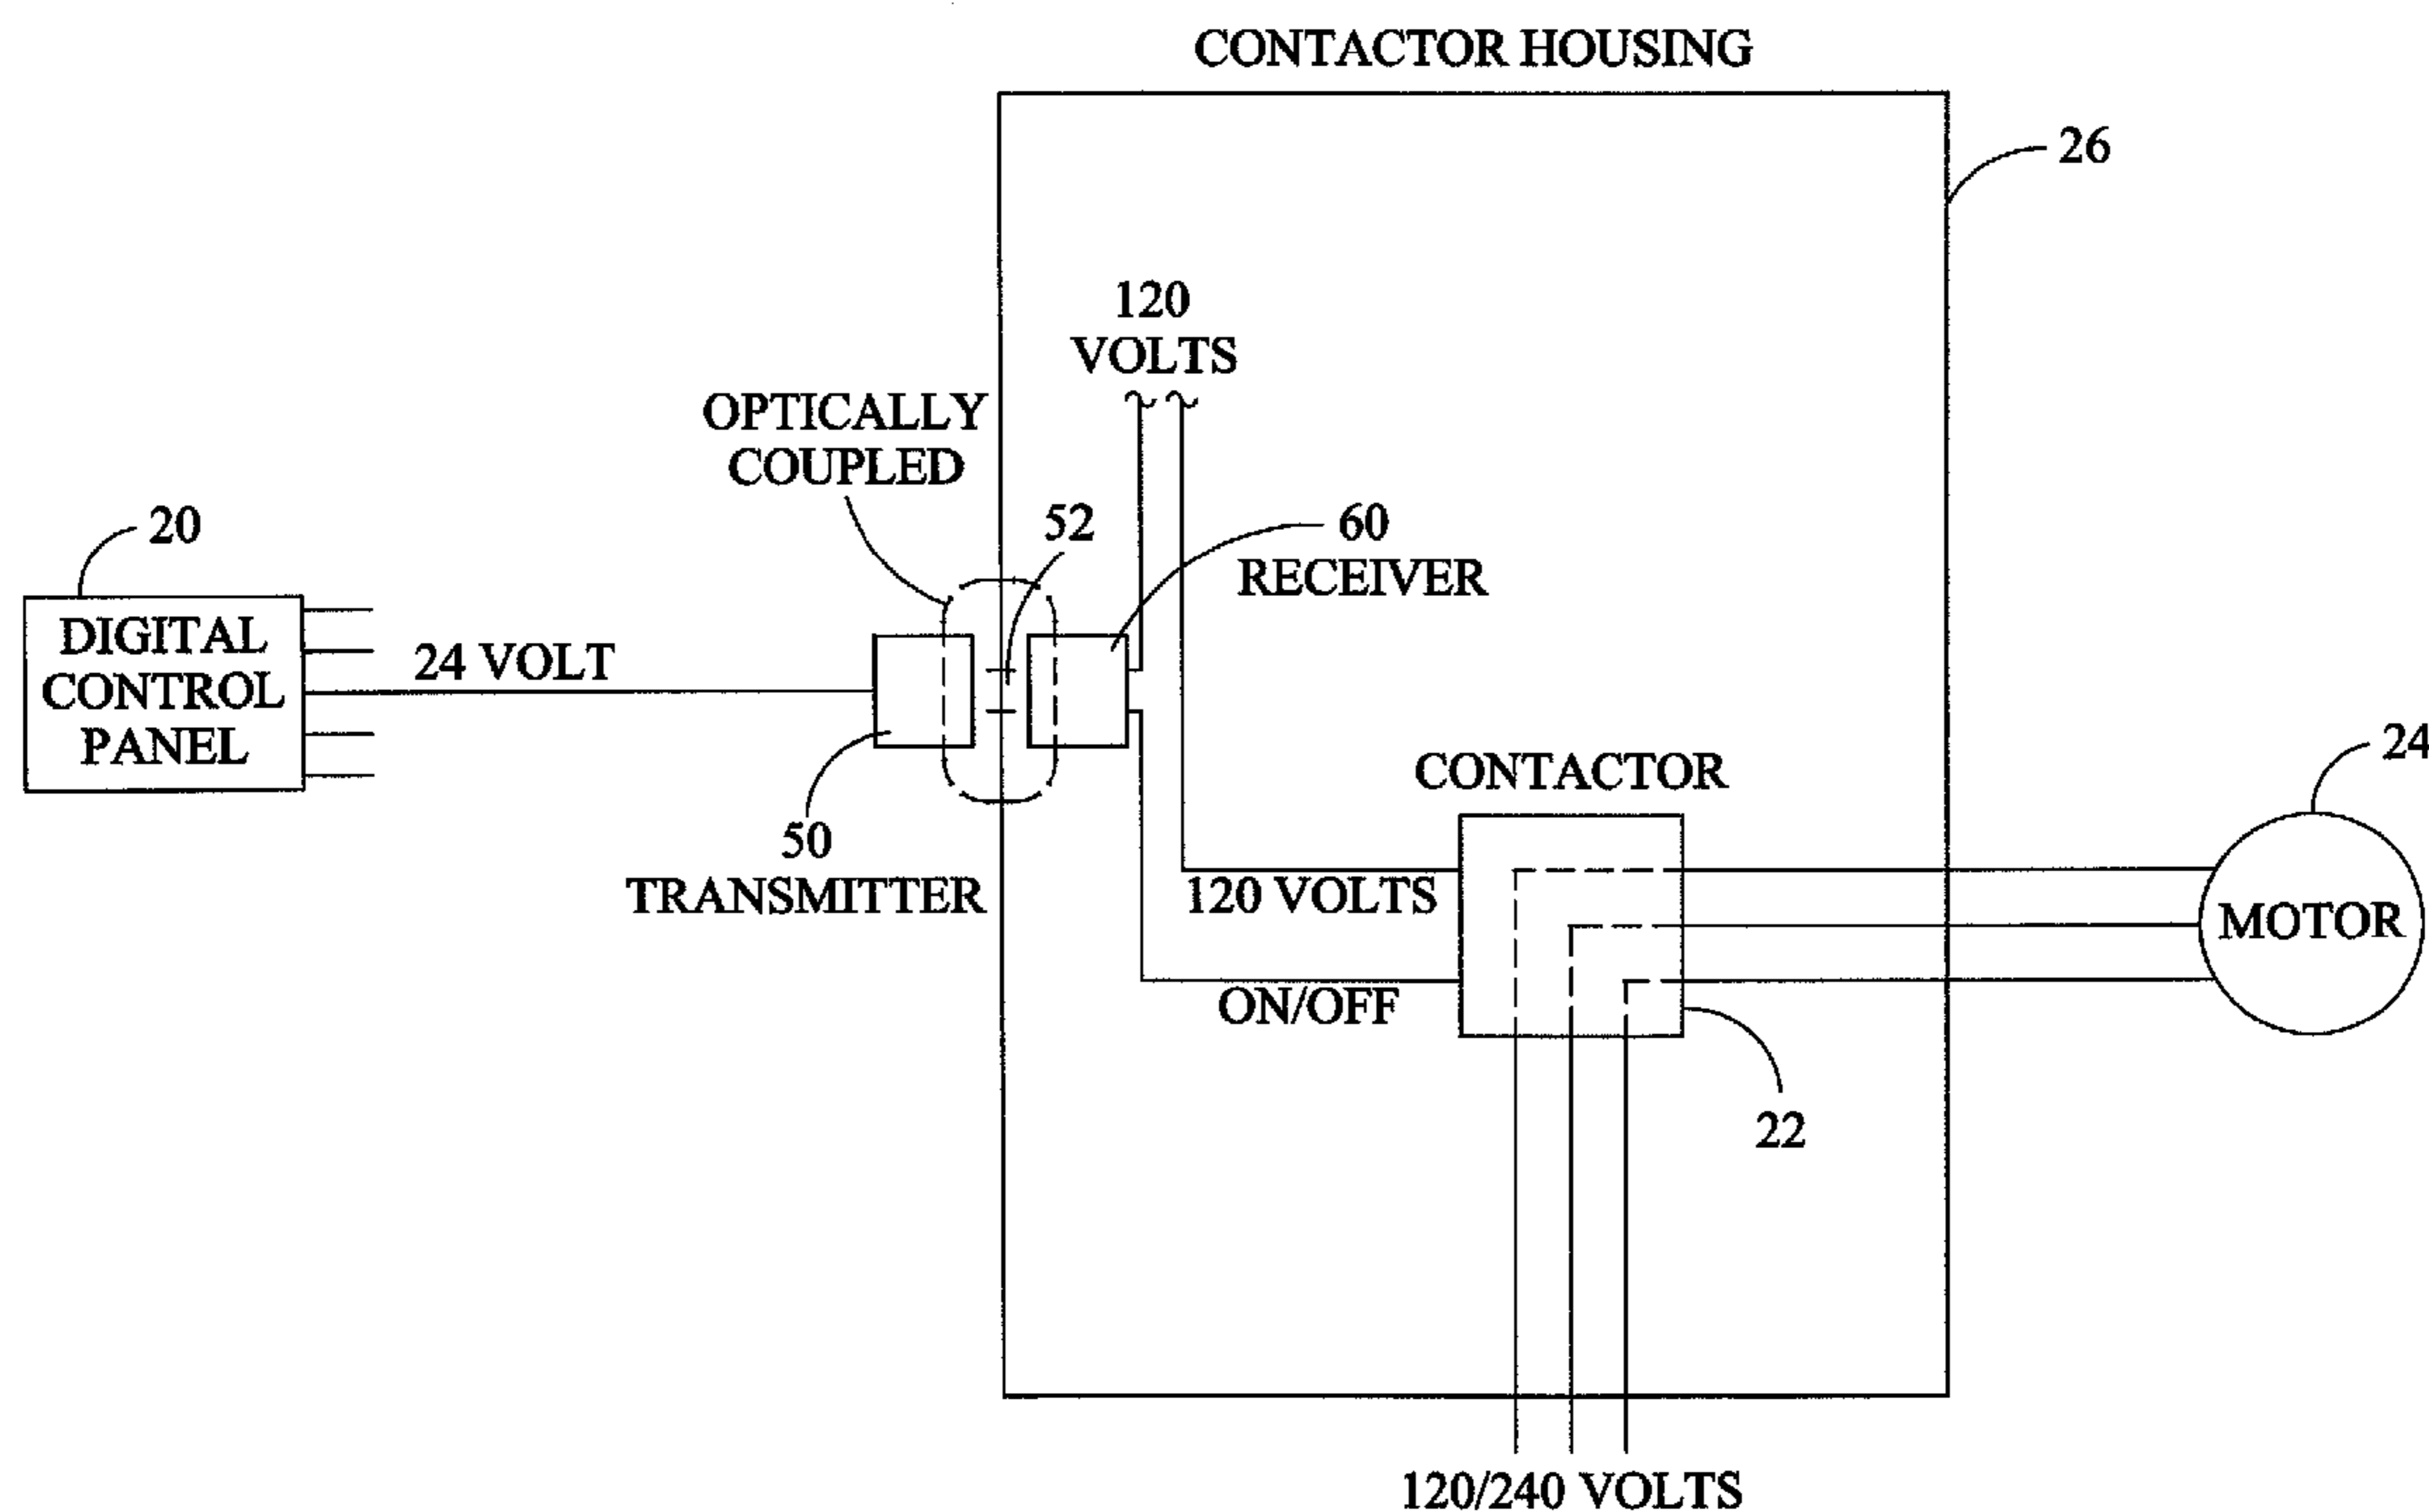 CONTACTOR HOUSING
26
120
VOLTS
OPTICALLY
COUPLED
52
60
RECEIVER
20
DIGITAL
CONTROL
PANEL
24 VOLT
50
TRANSMITTER
CONTACTOR
24
MOTOR
120 VOLTS
ON/OFF
22
120/240 VOLTS